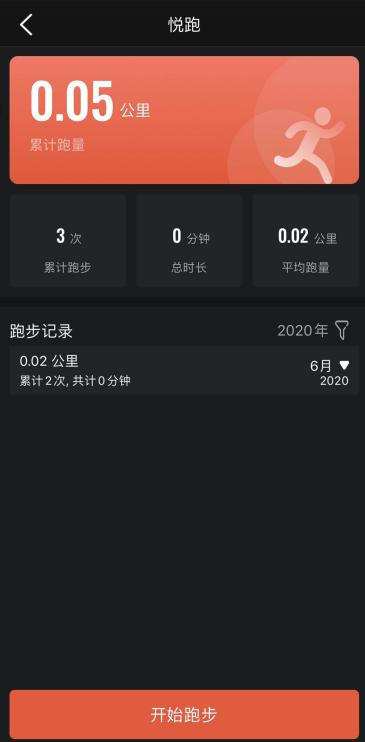 悦跑
0.05 公里
累计跑量
3 次
0 分钟
0.02 公里
累计跑步
总时长
平均跑量
跑步记录
2020年
0.02 公里
6月
累计2次, 共计0分钟
2020
开始跑步